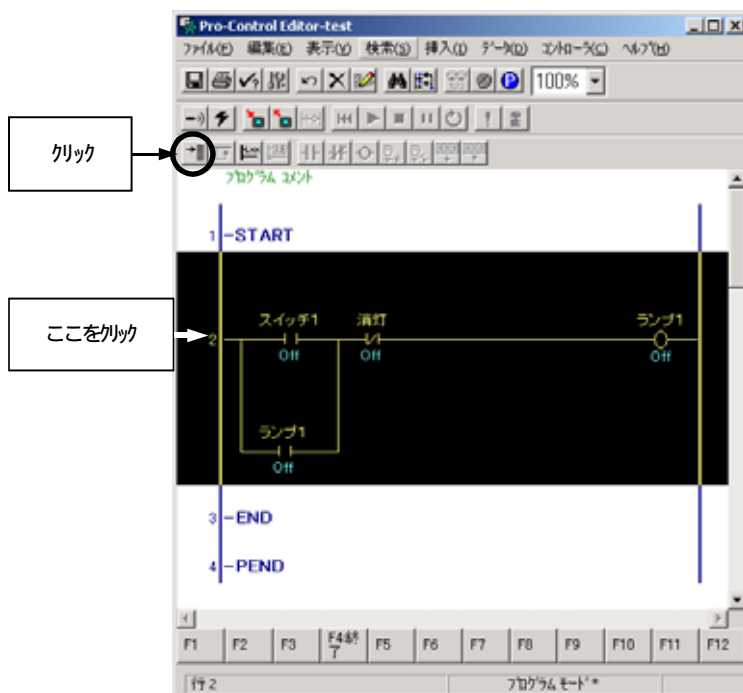 Pro-Control Editor-test
ﾌｧｲﾙ(F) 編集(E) 表示(V) 検索(S) 挿入(I) ﾃﾞｰﾀ(D) ｺﾝﾄﾛｰﾗ(C) ﾍﾙﾌﾟ(H)
100%
ｸﾘｯｸ
ﾌﾟﾛｸﾞﾗﾑ ｺﾒﾝﾄ
1 START
ここをｸﾘｯｸ
スイッチ1 消灯 ランプ1
2
Off Off Off
ランプ1
Off
3 END
4 PEND
F1 F2 F3 F4:終了 F5 F6 F7 F8 F9 F10 F11 F12
行 2 ﾌﾟﾛｸﾞﾗﾑ ﾓｰﾄﾞ*